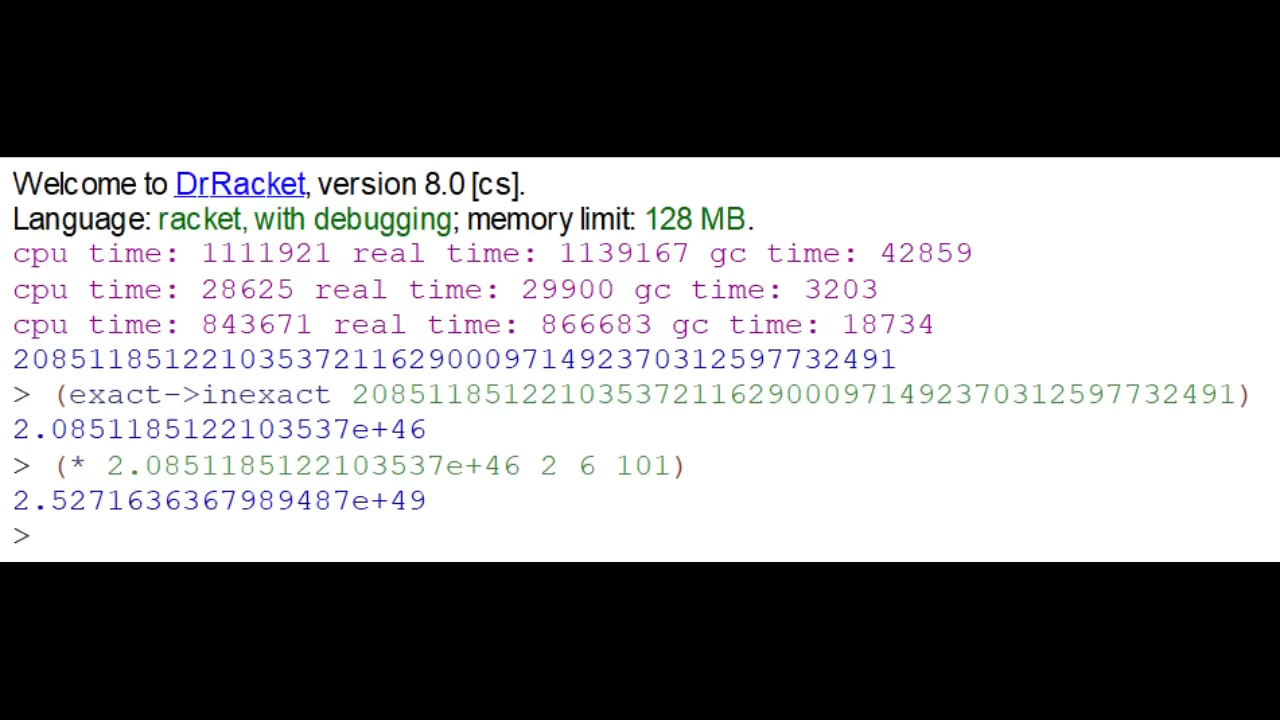 Welcome to DrRacket, version 8.0 [cs].
Language: racket, with debugging; memory limit: 128 MB.
cpu time: 1111921 real time: 1139167 gc time: 42859
cpu time: 28625 real time: 29900 gc time: 3203
cpu time: 843671 real time: 866683 gc time: 18734
20851185122103537211629000971492370312597732491
> (exact->inexact 20851185122103537211629000971492370312597732491)
2.0851185122103537e+46
> (* 2.0851185122103537e+46 2 6 101)
2.5271636367989487e+49
>